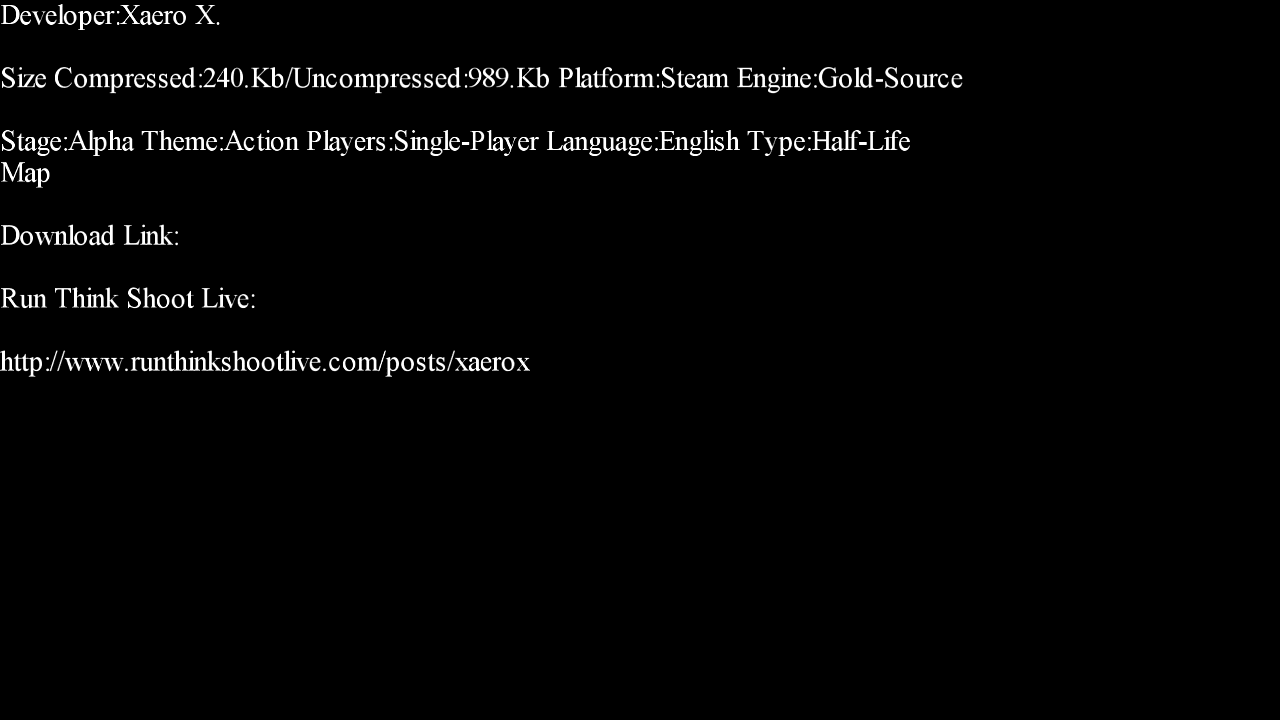 Developer:Xaero X.
Size Compressed:240.Kb/Uncompressed:989.Kb Platform:Steam Engine:Gold-Source
Stage:Alpha Theme:Action Players:Single-Player Language:English Type:Half-Life
Map
Download Link:
Run Think Shoot Live:
http://www.runthinkshootlive.com/posts/xaerox